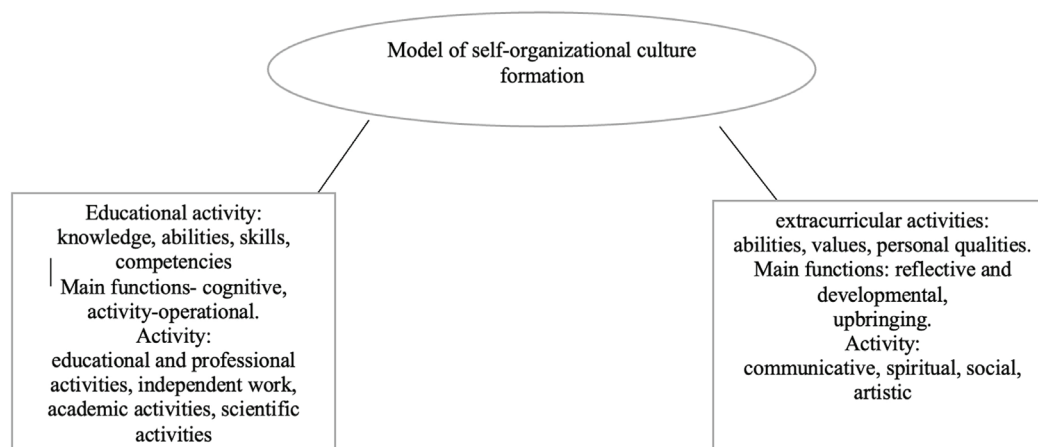 Model of self-organizational culture
formation
Educational activity:
knowledge, abilities, skills,
competencies
Main functions- cognitive,
activity-operational.
Activity:
educational and professional
activities, independent work,
academic activities, scientific
activities
extracurricular activities:
abilities, values, personal qualities.
Main functions: reflective and
developmental,
upbringing.
Activity:
communicative, spiritual, social,
artistic